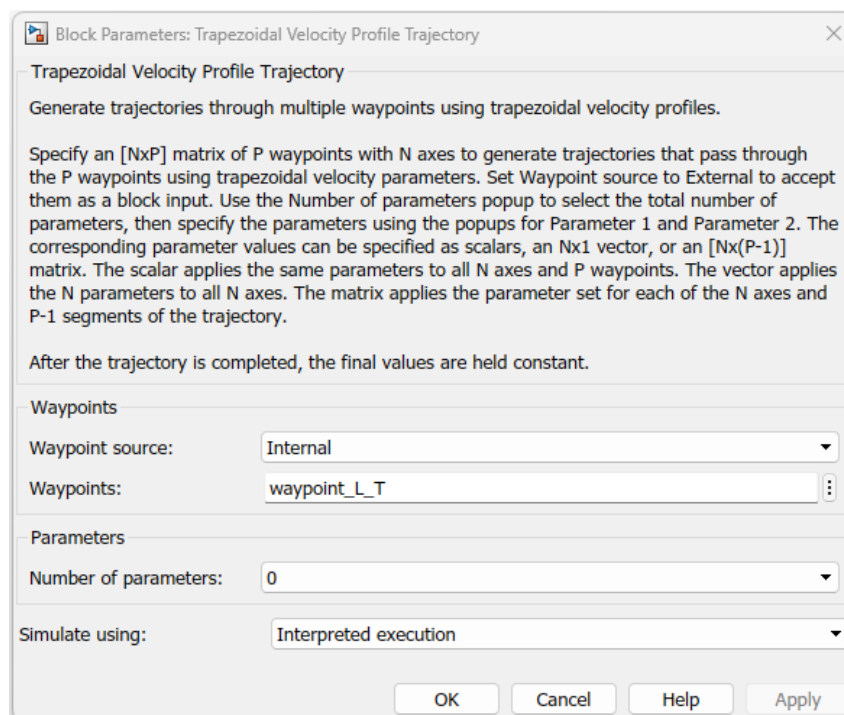 Block Parameters: Trapezoidal Velocity Profile Trajectory
Trapezoidal Velocity Profile Trajectory
Generate trajectories through multiple waypoints using trapezoidal velocity profiles.
Specify an [NxP] matrix of P waypoints with N axes to generate trajectories that pass through
the P waypoints using trapezoidal velocity parameters. Set Waypoint source to External to accept
them as a block input. Use the Number of parameters popup to select the total number of
parameters, then specify the parameters using the popups for Parameter 1 and Parameter 2. The
corresponding parameter values can be specified as scalars, an Nx1 vector, or an [Nx(P-1)]
matrix. The scalar applies the same parameters to all N axes and P waypoints. The vector applies
the N parameters to all N axes. The matrix applies the parameter set for each of the N axes and
P-1 segments of the trajectory.
After the trajectory is completed, the final values are held constant.
Waypoints
Waypoint source: Internal
Waypoints: waypoint_L_T
Parameters
Number of parameters: 0
Simulate using: Interpreted execution
OK Cancel Help Apply